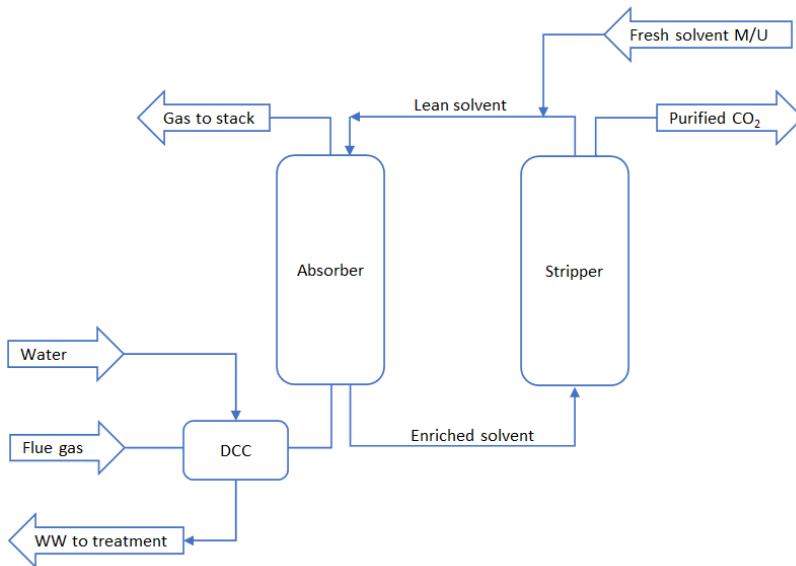 Fresh solvent M/U
Lean solvent
Gas to stack
Purified CO₂
Absorber
Stripper
Water
Enriched solvent
Flue gas
DCC
WW to treatment